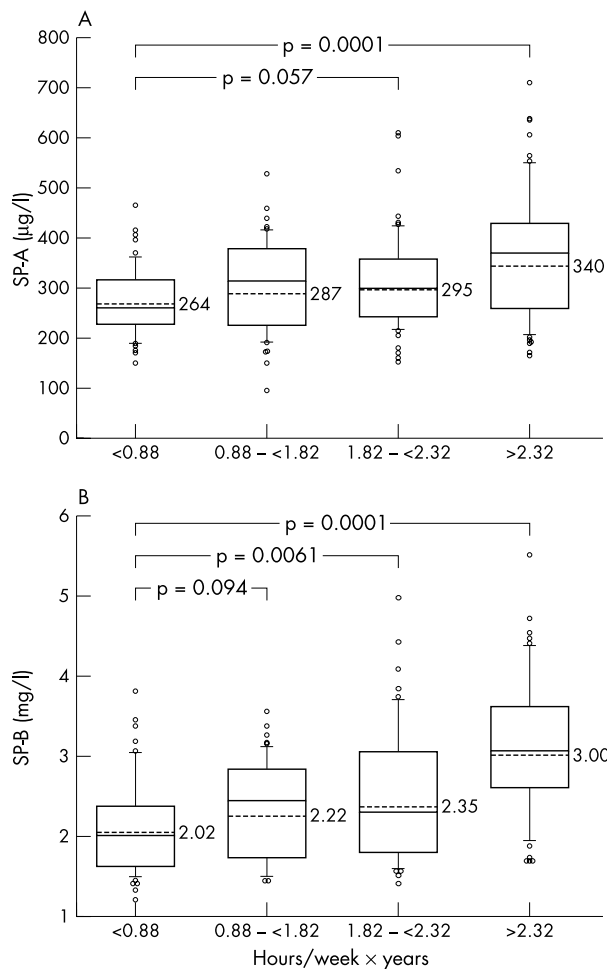 A
800
700
600
500
400
300
200
100
0
SP-A (μg/l)
p = 0.0001
p = 0.057
264
287
295
340
<0.88
0.88 – <1.82
1.82 – <2.32
>2.32
B
6
5
4
3
2
1
SP-B (mg/l)
p = 0.0001
p = 0.0061
p = 0.094
2.02
2.22
2.35
3.00
<0.88
0.88 – <1.82
1.82 – <2.32
>2.32
Hours/week × years